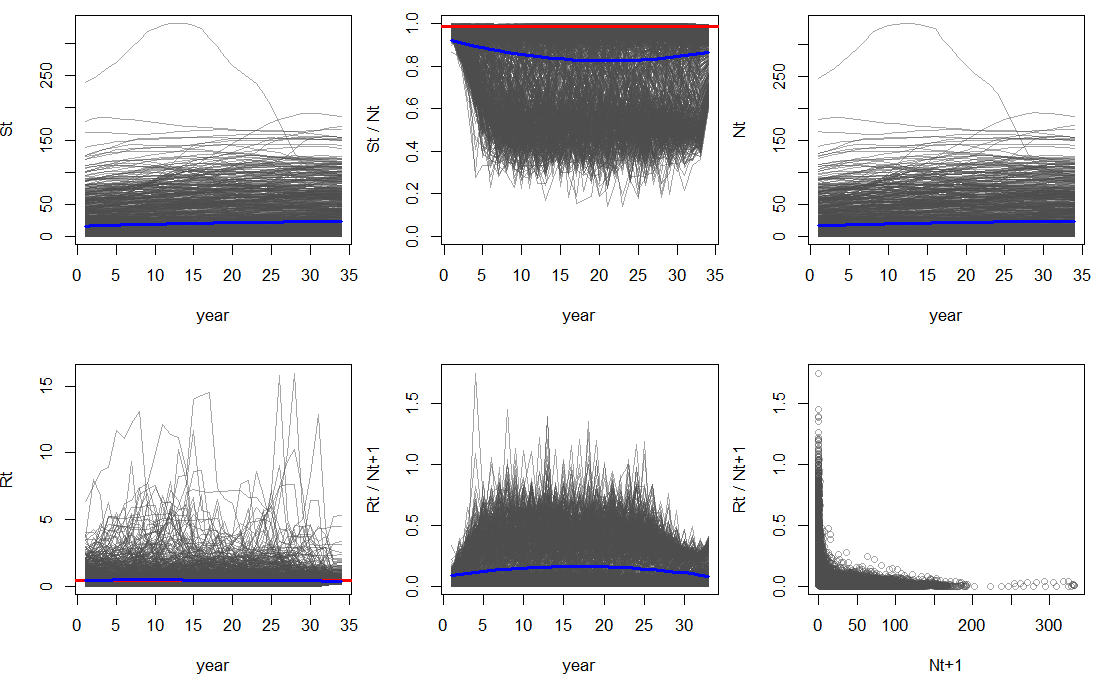 St
0 50 150 250
0 5 10 15 20 25 30 35
year
St / Nt
0.0 0.2 0.4 0.6 0.8 1.0
0 5 10 15 20 25 30 35
year
Nt
0 50 150 250
0 5 10 15 20 25 30 35
year
Rt
0 5 10 15
0 5 10 15 20 25 30 35
year
Rt / Nt+1
0.0 0.5 1.0 1.5
0 5 10 15 20 25 30
year
Rt / Nt+1
0.0 0.5 1.0 1.5
0 50 100 200 300
Nt+1